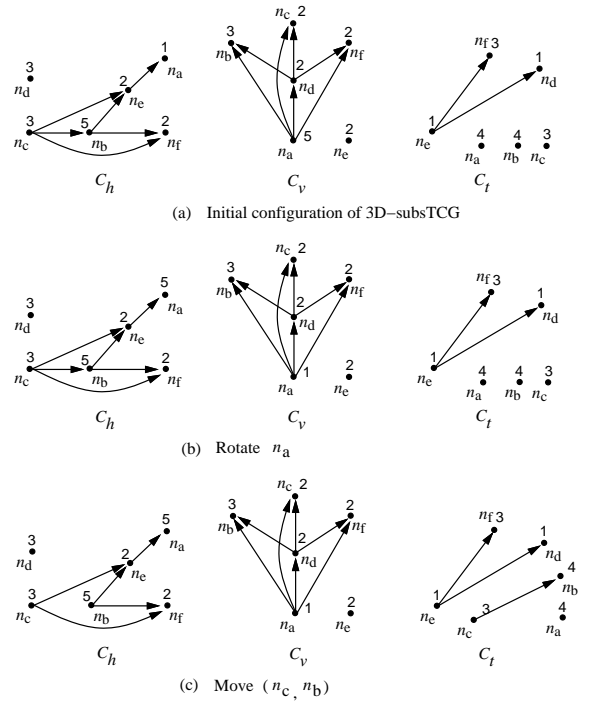 n_c 2
3 n_b
2 n_f
2 n_d
5 n_a
2 n_e
C_v
1 n_a
2 n_e
3 n_d
3 n_c
5 n_b
2 n_f
C_h
n_f 3
1 n_d
1 n_e
4 n_a
4 n_b
3 n_c
C_t
(a) Initial configuration of 3D-subsTCG
5 n_a
2 n_e
3 n_d
3 n_c
5 n_b
2 n_f
C_h
n_c 2
3 n_b
2 n_f
2 n_d
1 n_a
2 n_e
C_v
n_f 3
1 n_d
1 n_e
4 n_a
4 n_b
3 n_c
C_t
(b) Rotate n_a
5 n_a
2 n_e
3 n_d
3 n_c
5 n_b
2 n_f
C_h
n_c 2
3 n_b
2 n_f
2 n_d
1 n_a
2 n_e
C_v
n_f 3
1 n_d
4 n_b
1 n_e
3 n_c
4 n_a
C_t
(c) Move (n_c, n_b)